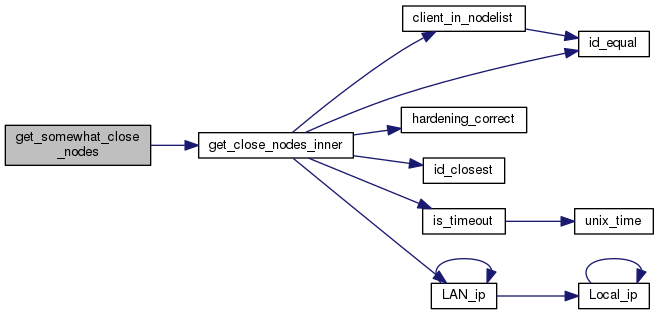 get_somewhat_close
_nodes
get_close_nodes_inner
client_in_nodelist
id_equal
hardening_correct
id_closest
is_timeout
unix_time
LAN_ip
Local_ip